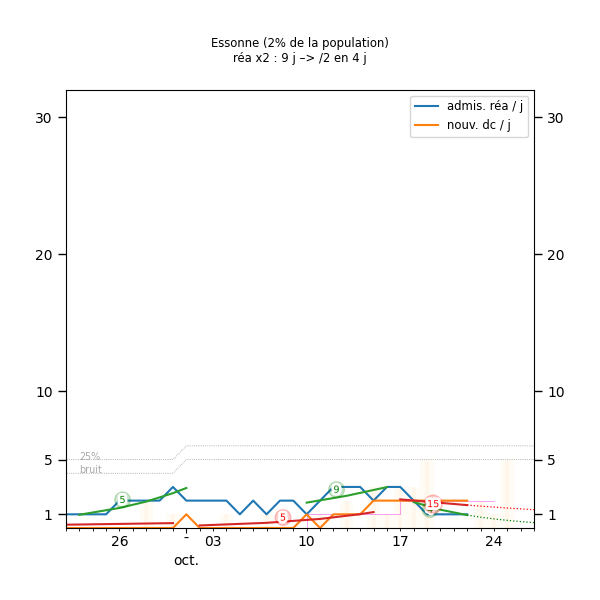 Essonne (2% de la population)
réa x2 : 9 j –> /2 en 4 j
admis. réa / j
nouv. dc / j
30 30
20 20
10 10
5 5
1 1
25%
bruit
5
5
9
15
26 – 03 10 17 24
oct.